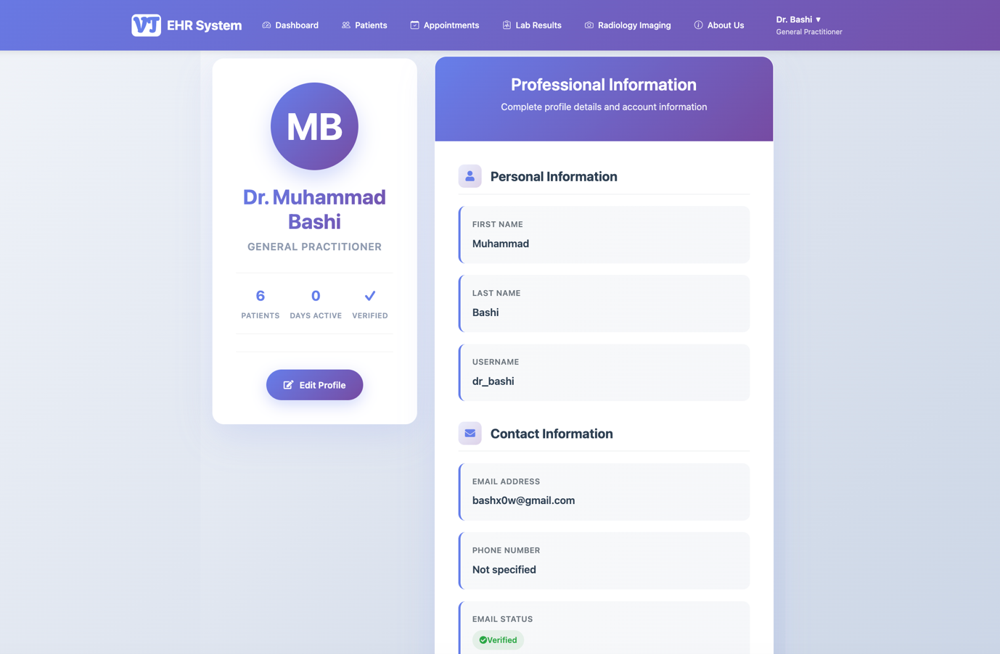 VT EHR System
Dashboard
Patients
Appointments
Lab Results
Radiology Imaging
About Us
Dr. Bashi ▼
General Practitioner
MB
Dr. Muhammad
Bashi
GENERAL PRACTITIONER
6
PATIENTS
0
DAYS ACTIVE
VERIFIED
Edit Profile
Professional Information
Complete profile details and account information
Personal Information
FIRST NAME
Muhammad
LAST NAME
Bashi
USERNAME
dr_bashi
Contact Information
EMAIL ADDRESS
bashx0w@gmail.com
PHONE NUMBER
Not specified
EMAIL STATUS
Verified